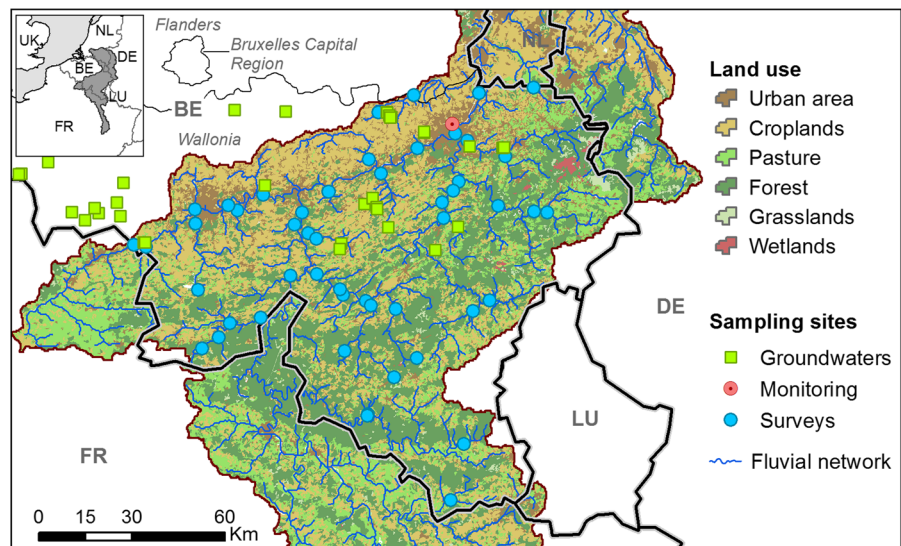 NL
UK
DE
BE
LU
FR
Flanders
Bruxelles Capital
Region
BE
Wallonia
NL
DE
LU
FR
0 15 30 60
Km
Land use
Urban area
Croplands
Pasture
Forest
Grasslands
Wetlands
Sampling sites
Groundwaters
Monitoring
Surveys
Fluvial network